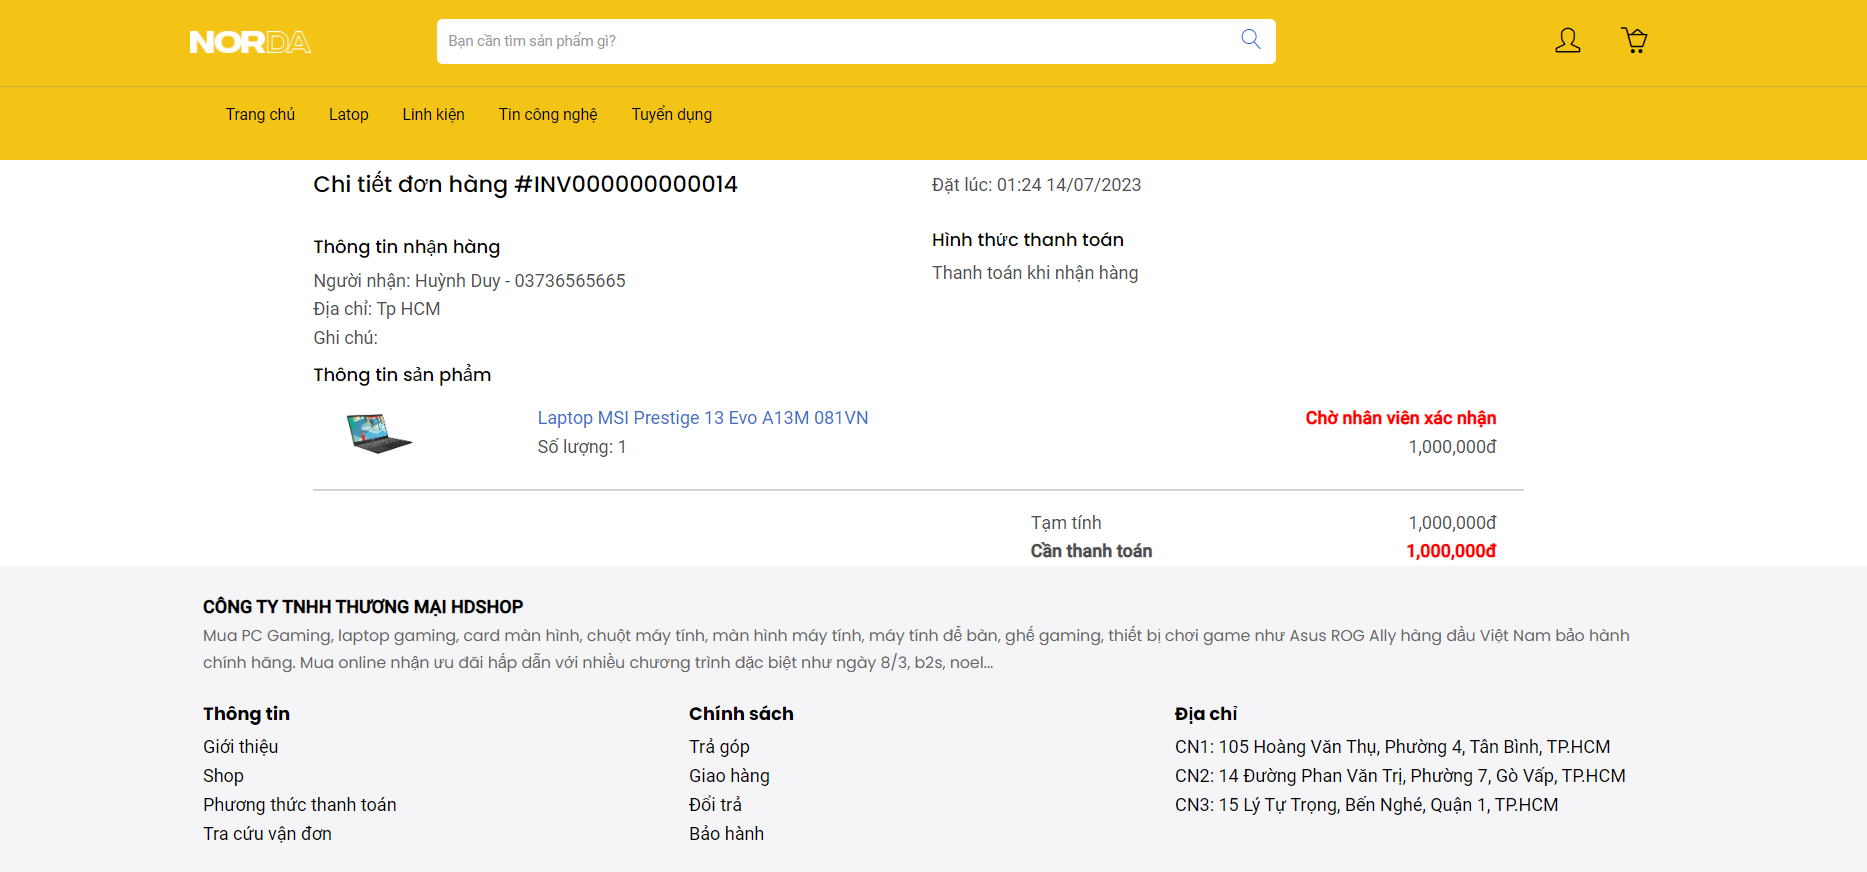 NORDA
Bạn cần tìm sản phẩm gì?
Trang chủ
Latop
Linh kiện
Tin công nghệ
Tuyển dụng
Chi tiết đơn hàng #INV000000000014
Đặt lúc: 01:24 14/07/2023
Thông tin nhận hàng
Người nhận: Huỳnh Duy - 03736565665
Địa chỉ: Tp HCM
Ghi chú:
Hình thức thanh toán
Thanh toán khi nhận hàng
Thông tin sản phẩm
Laptop MSI Prestige 13 Evo A13M 081VN
Số lượng: 1
Chờ nhân viên xác nhận
1,000,000đ
Tạm tính 1,000,000đ
Cần thanh toán 1,000,000đ
CÔNG TY TNHH THƯƠNG MẠI HDSHOP
Mua PC Gaming, laptop gaming, card màn hình, chuột máy tính, màn hình máy tính, máy tính để bàn, ghế gaming, thiết bị chơi game như Asus ROG Ally hàng đầu Việt Nam bảo hành
chính hãng. Mua online nhận ưu đãi hấp dẫn với nhiều chương trình đặc biệt như ngày 8/3, b2s, noel...
Thông tin
Giới thiệu
Shop
Phương thức thanh toán
Tra cứu vận đơn
Chính sách
Trả góp
Giao hàng
Đổi trả
Bảo hành
Địa chỉ
CN1: 105 Hoàng Văn Thụ, Phường 4, Tân Bình, TP.HCM
CN2: 14 Đường Phan Văn Trị, Phường 7, Gò Vấp, TP.HCM
CN3: 15 Lý Tự Trọng, Bến Nghé, Quận 1, TP.HCM